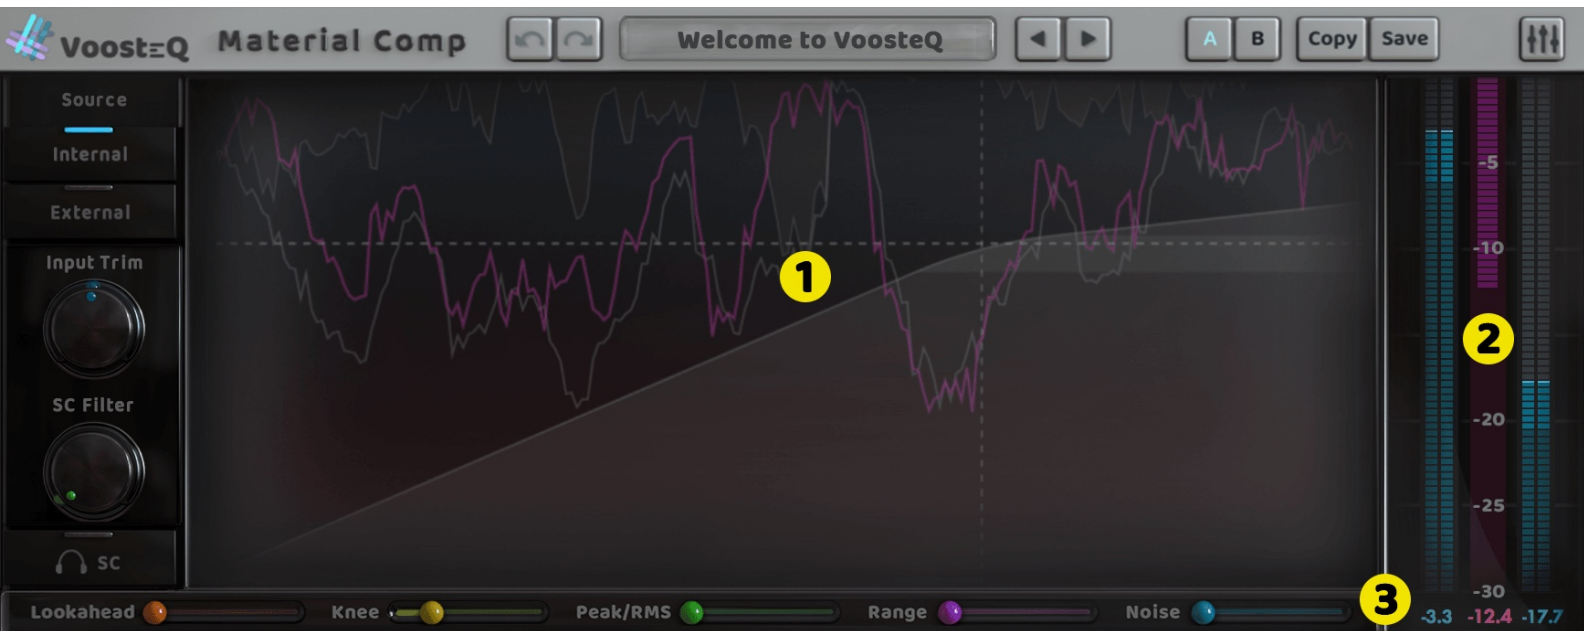 VoosteQ Material Comp Welcome to VoosteQ A B Copy Save
Source
Internal
External
Input Trim
SC Filter
SC
1
-5
-10
2
-20
-25
-30
3
Lookahead Knee Peak/RMS Range Noise
-3.3 -12.4 -17.7